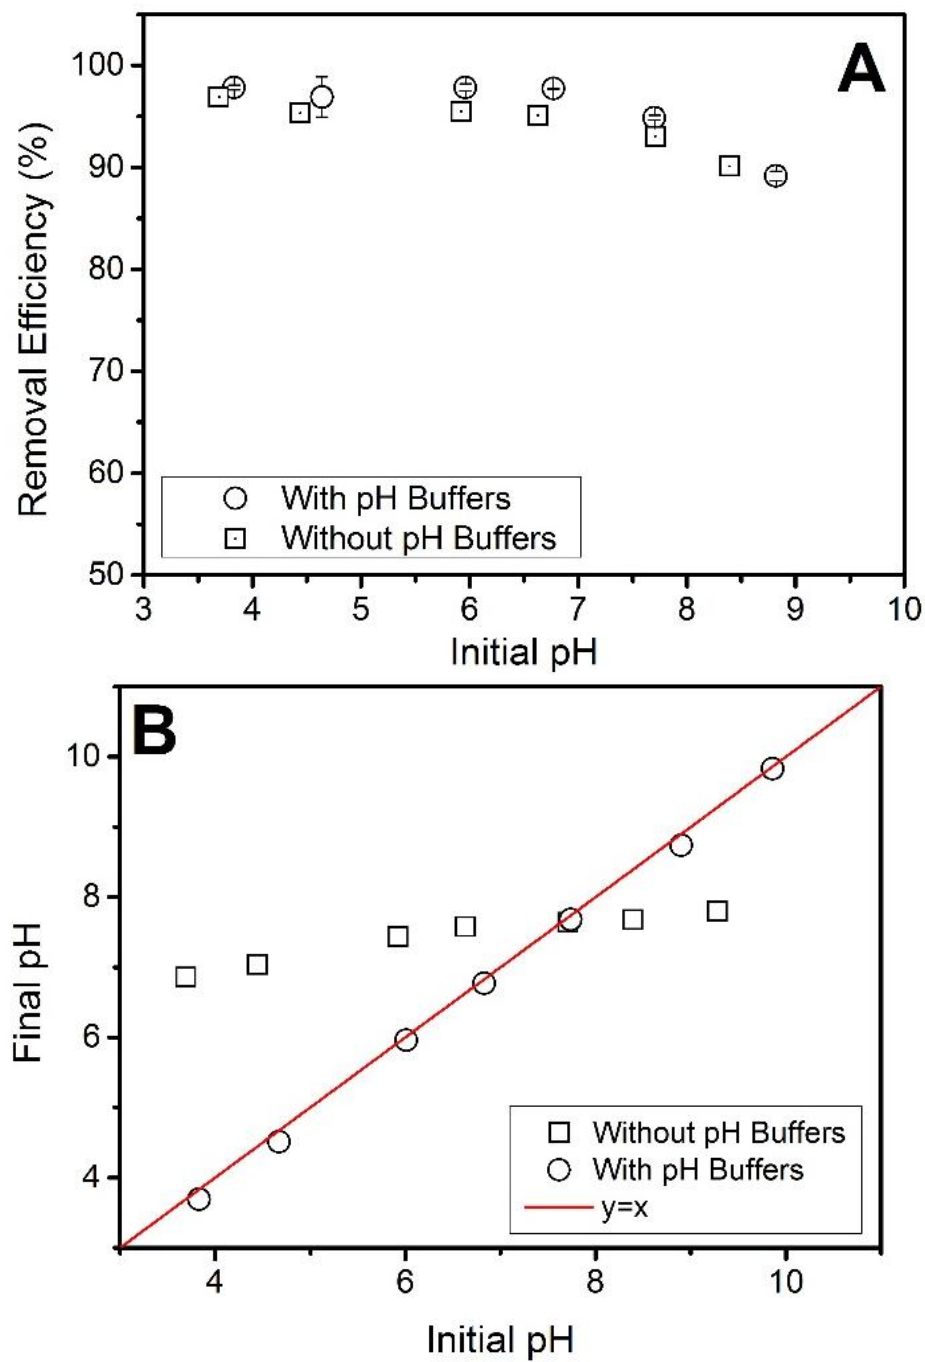 A
100
90
80
70
60
50
Removal Efficiency (%)
With pH Buffers
Without pH Buffers
3 4 5 6 7 8 9 10
Initial pH
B
10
8
6
4
Final pH
Without pH Buffers
With pH Buffers
y=x
4 6 8 10
Initial pH